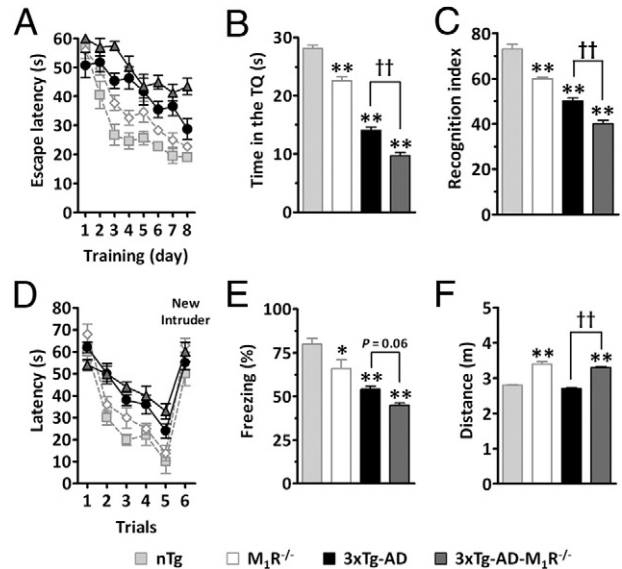 A
Escape latency (s)
60
50
40
30
20
10
0
1 2 3 4 5 6 7 8
Training (day)
B
Time in the TQ (s)
30
20
10
0
**
**
**
††
C
Recognition index
80
60
40
20
0
**
**
**
††
D
Latency (s)
80
70
60
50
40
30
20
10
0
New
Intruder
1 2 3 4 5 6
Trials
E
Freezing (%)
100
75
50
25
0
*
**
**
P = 0.06
F
Distance (m)
5
4
3
2
1
0
**
**
††
nTg M₁R⁻/⁻ 3xTg-AD 3xTg-AD-M₁R⁻/⁻